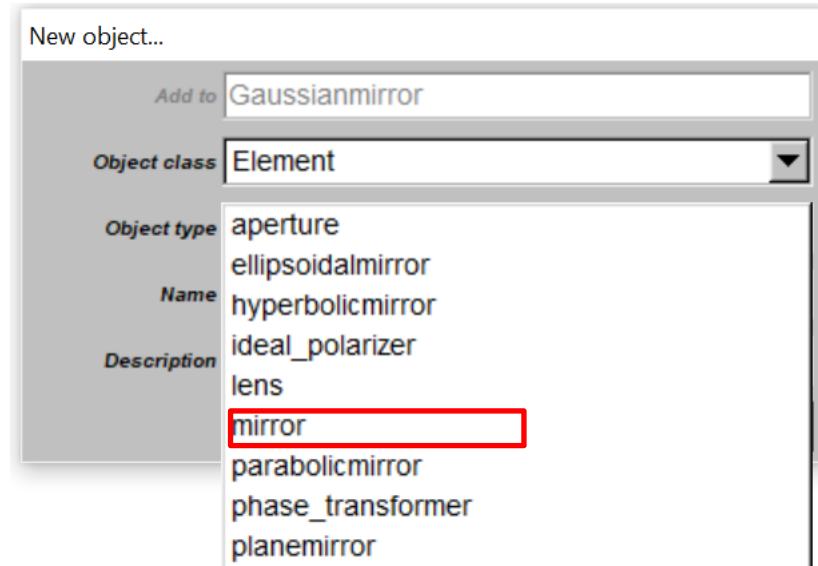 New object...
Add to Gaussianmirror
Object class Element
Object type aperture
ellipsoidalmirror
Name
hyperbolicmirror
ideal_polarizer
Description
lens
mirror
parabolicmirror
phase_transformer
planemirror